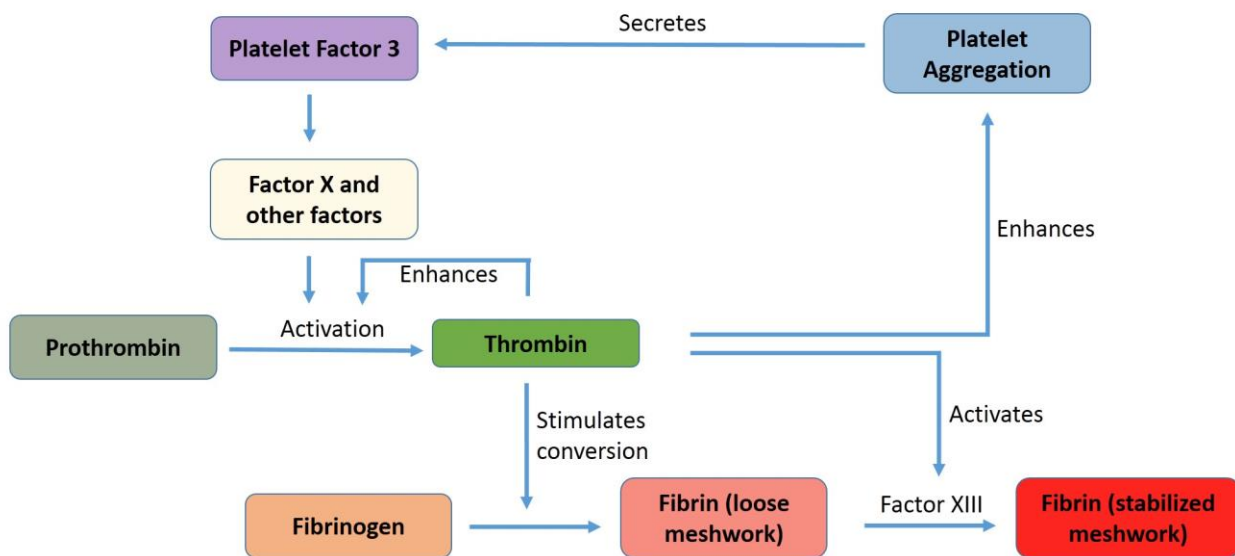 Secretes
Platelet Factor 3
Platelet
Aggregation
Factor X and
other factors
Enhances
Enhances
Activation
Prothrombin
Thrombin
Stimulates
conversion
Activates
Fibrinogen
Fibrin (loose
meshwork)
Factor XIII
Fibrin (stabilized
meshwork)